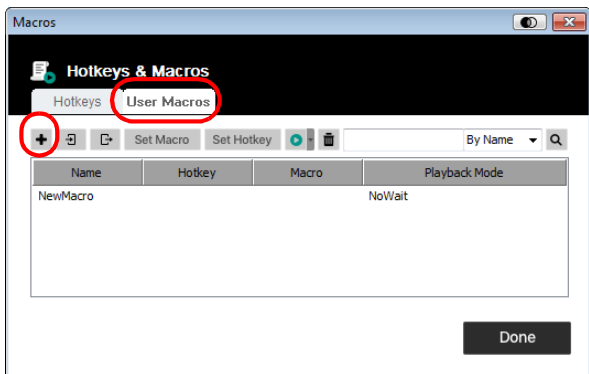 Macros
Hotkeys & Macros
Hotkeys User Macros
Set Macro Set Hotkey By Name
Name Hotkey Macro Playback Mode
NewMacro NoWait
Done